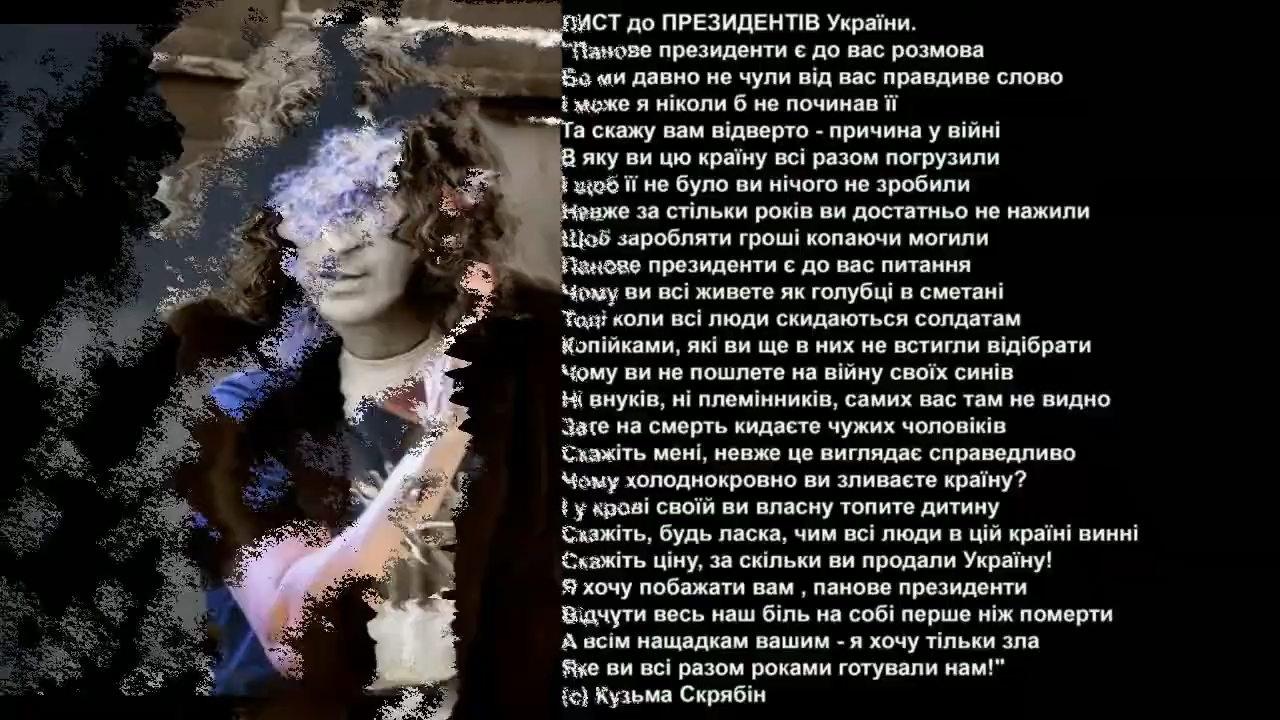 ЛИСТ до ПРЕЗИДЕНТІВ України.
"Панове президенти є до вас розмова
Бо ми давно не чули від вас правдиве слово
І може я ніколи б не починав її
Та скажу вам відверто - причина у війні
В яку ви цю країну всі разом погрузили
І щоб її не було ви нічого не зробили
Невже за стільки років ви достатньо не нажили
Щоб заробляти гроші копаючи могили
Панове президенти є до вас питання
Чому ви всі живете як голубці в сметані
Тоді коли всі люди скидаються солдатам
Копійками, які ви ще в них не встигли відібрати
Чому ви не пошлете на війну своїх синів
Ні внуків, ні племінників, самих вас там не видно
Зате на смерть кидаєте чужих чоловіків
Скажіть мені, невже це виглядає справедливо
Чому холоднокровно ви зливаєте країну?
І у крові своїй ви власну топите дитину
Скажіть, будь ласка, чим всі люди в цій країні винні
Скажіть ціну, за скільки ви продали Україну!
Я хочу побажати вам , панове президенти
Відчути весь наш біль на собі перше ніж померти
А всім нащадкам вашим - я хочу тільки зла
Яке ви всі разом роками готували нам!"
(с) Кузьма Скрябін